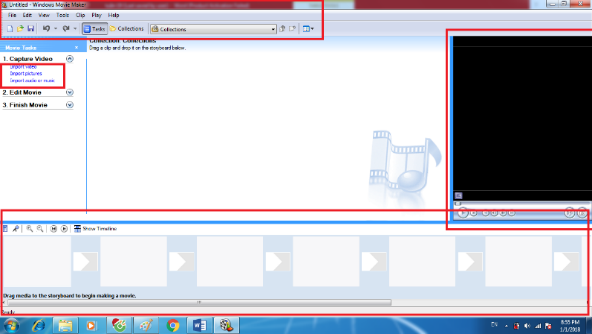 Untitled - Windows Movie Maker
File Edit View Tools Clip Play Help
Tasks Collections Collections
Movie Tasks
Collection: Collections
Drag a clip and drop it on the storyboard below.
1. Capture Video
Import video
Import pictures
Import audio or music
2. Edit Movie
3. Finish Movie
Show Timeline
Drag media to the storyboard to begin making a movie.
Ready
EN
8:55 PM
1/1/2010